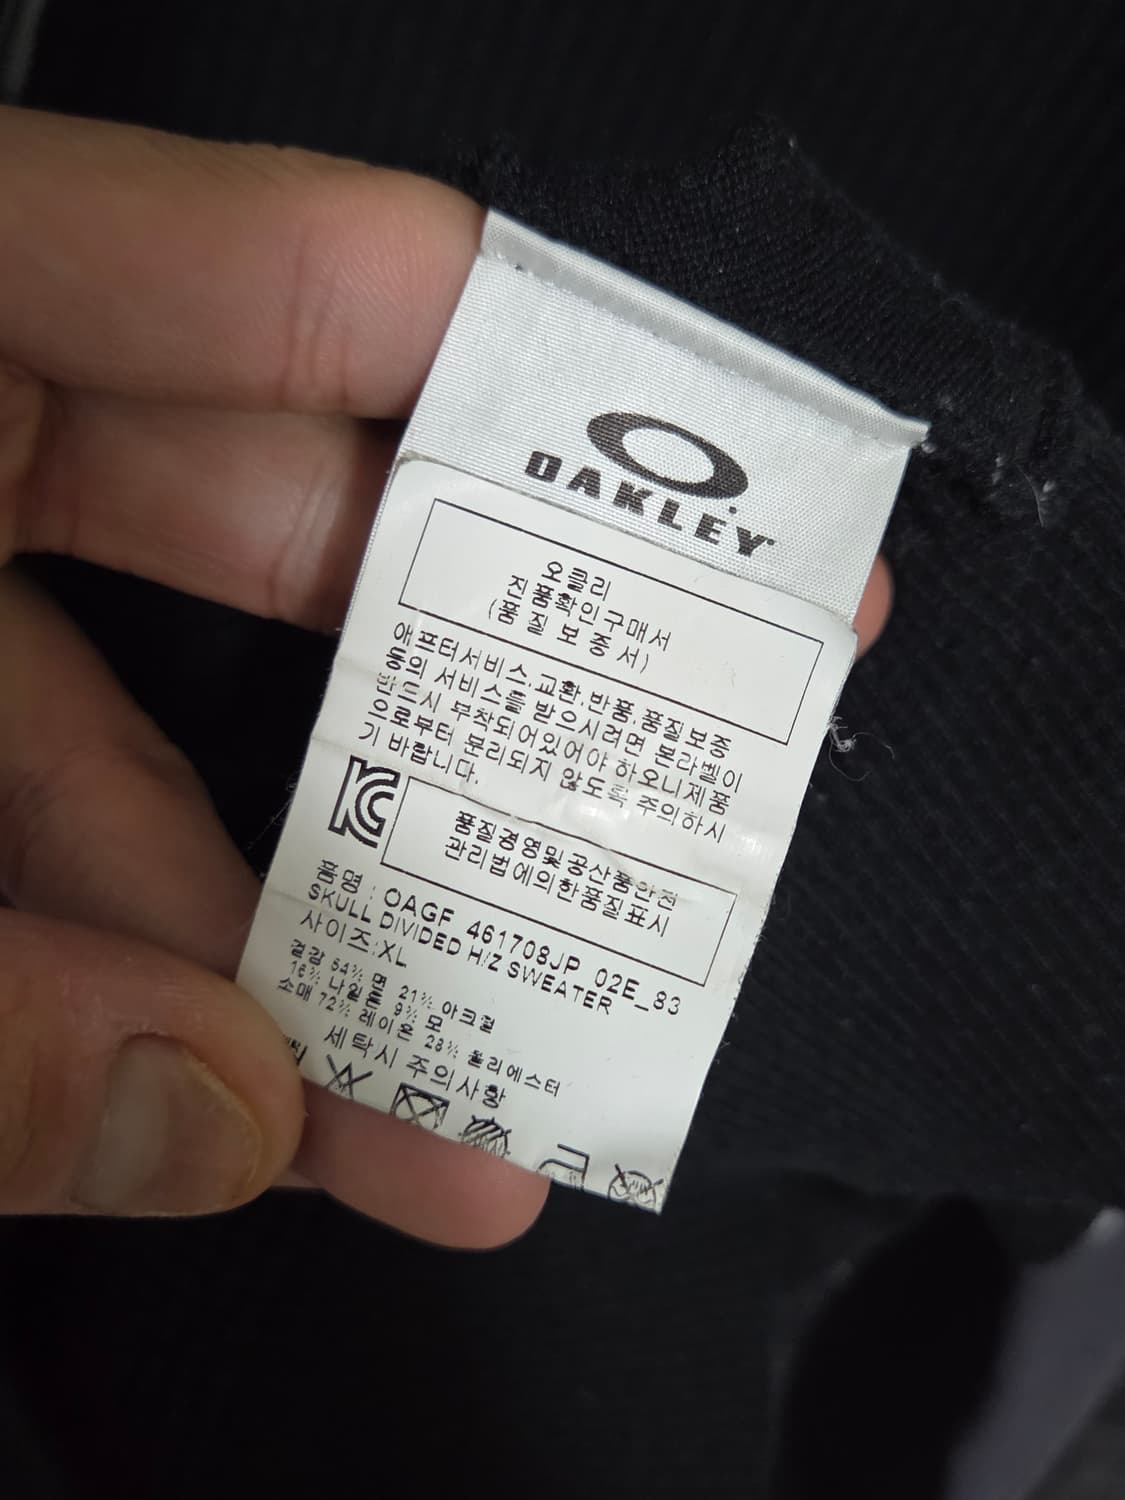 OAKLEY
오클리
진품확인구매서
(품질보증서)
애프터서비스,교환,반품,품질보증
등의 서비스를 받으시려면 본라벨이
반드시 부착되어있어야 하오니제품
으로부터 분리되지 않도록 주의하시
기 바랍니다.
품질경영및공산품안전
관리법에의한품질표시
품명 : OAGF 461708JP 02E_83
SKULL DIVIDED H/Z SWEATER
사이즈:XL
겉감 54% 면 21% 아크릴
16% 나일론 9% 모
소매 72% 레이온 28% 폴리에스터
세탁시 주의사항